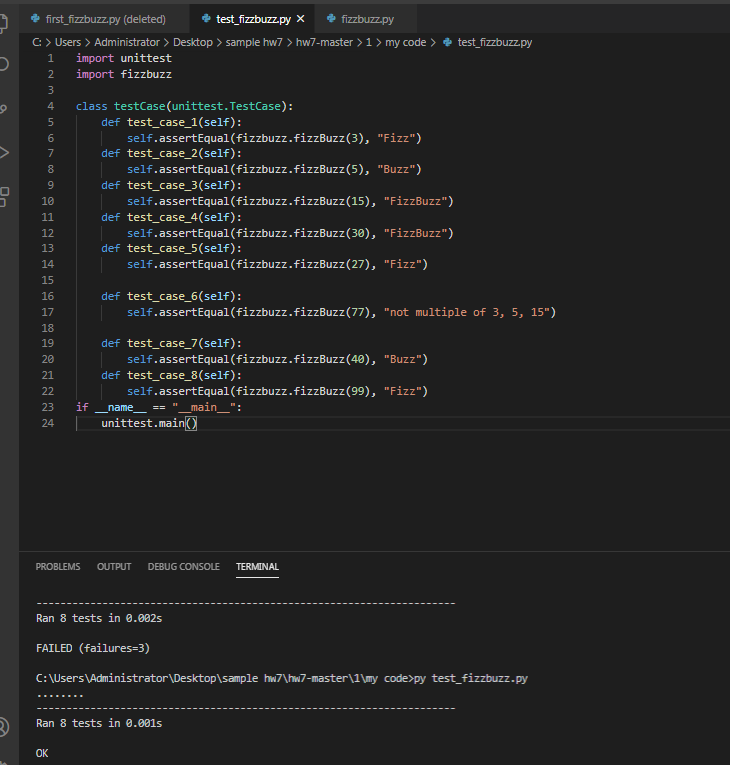 first_fizzbuzz.py (deleted) test_fizzbuzz.py × fizzbuzz.py
C: > Users > Administrator > Desktop > sample hw7 > hw7-master > 1 > my code > test_fizzbuzz.py
1 import unittest
2 import fizzbuzz
3
4 class testCase(unittest.TestCase):
5 def test_case_1(self):
6 self.assertEqual(fizzbuzz.fizzBuzz(3), "Fizz")
7 def test_case_2(self):
8 self.assertEqual(fizzbuzz.fizzBuzz(5), "Buzz")
9 def test_case_3(self):
10 self.assertEqual(fizzbuzz.fizzBuzz(15), "FizzBuzz")
11 def test_case_4(self):
12 self.assertEqual(fizzbuzz.fizzBuzz(30), "FizzBuzz")
13 def test_case_5(self):
14 self.assertEqual(fizzbuzz.fizzBuzz(27), "Fizz")
15
16 def test_case_6(self):
17 self.assertEqual(fizzbuzz.fizzBuzz(77), "not multiple of 3, 5, 15")
18
19 def test_case_7(self):
20 self.assertEqual(fizzbuzz.fizzBuzz(40), "Buzz")
21 def test_case_8(self):
22 self.assertEqual(fizzbuzz.fizzBuzz(99), "Fizz")
23 if __name__ == "__main__":
24 unittest.main()
PROBLEMS OUTPUT DEBUG CONSOLE TERMINAL
----------------------------------------------------------------------
Ran 8 tests in 0.002s
FAILED (failures=3)
C:\Users\Administrator\Desktop\sample hw7\hw7-master\1\my code>py test_fizzbuzz.py
........
----------------------------------------------------------------------
Ran 8 tests in 0.001s
OK